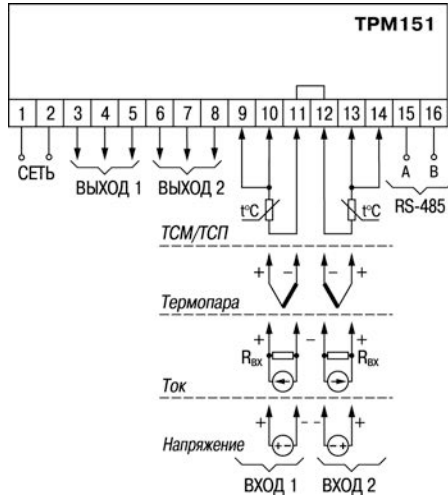 ТРМ151
1 2 3 4 5 6 7 8 9 10 11 12 13 14 15 16
СЕТЬ
ВЫХОД 1
ВЫХОД 2
A B
RS-485
t°C t°C
ТСМ/ТСП
+ - - +
Термопара
+ - +
Rвх Rвх
Ток
+ + - - - - + +
Напряжение
ВХОД 1 ВХОД 2